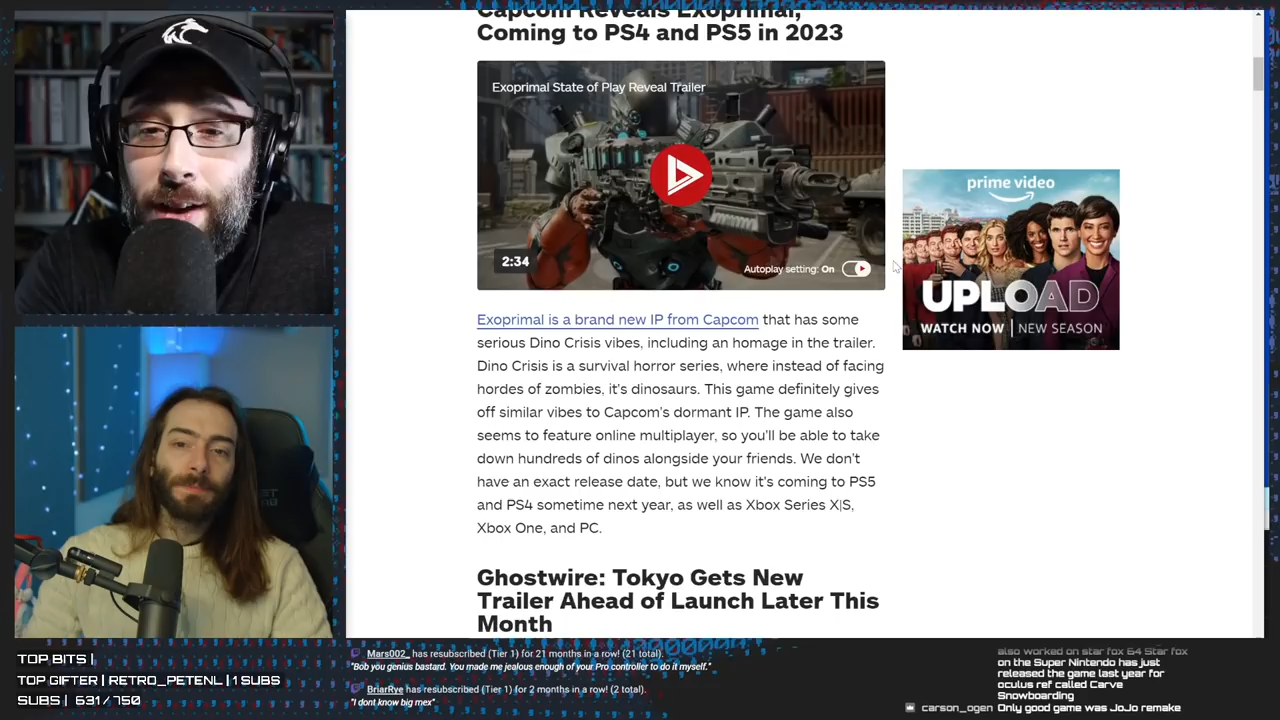 Capcom Reveals Exoprimal,
Coming to PS4 and PS5 in 2023
Exoprimal State of Play Reveal Trailer
2:34
Autoplay setting: On
prime video
UPLOAD
WATCH NOW | NEW SEASON
Exoprimal is a brand new IP from Capcom that has some
serious Dino Crisis vibes, including an homage in the trailer.
Dino Crisis is a survival horror series, where instead of facing
hordes of zombies, it's dinosaurs. This game definitely gives
off similar vibes to Capcom's dormant IP. The game also
seems to feature online multiplayer, so you'll be able to take
down hundreds of dinos alongside your friends. We don't
have an exact release date, but we know it's coming to PS5
and PS4 sometime next year, as well as Xbox Series X|S,
Xbox One, and PC.
Ghostwire: Tokyo Gets New
Trailer Ahead of Launch Later This
Month
TOP BITS |
TOP GIFTER | RETRO_PETENL | 1 SUBS
SUBS | 631/750
Mars002_ has resubscribed (Tier 1) for 21 months in a row! (21 total).
"Bob you genius bastard. You made me jealous enough of your Pro controller to do it myself."
BriarRye has resubscribed (Tier 1) for 2 months in a row! (2 total).
"I dont know big mex"
also worked on star fox 64 Star fox
on the Super Nintendo has just
released the game last year for
oculus ref called Carve
Snowboarding
carson_ogen Only good game was JoJo remake